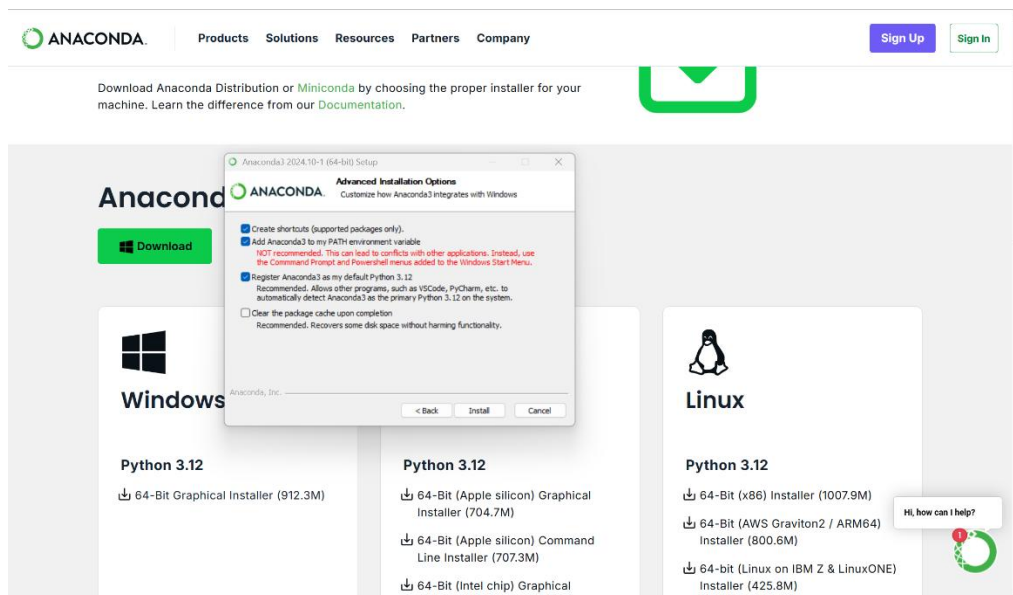 ANACONDA.
Products Solutions Resources Partners Company
Sign Up
Sign In
Download Anaconda Distribution or Miniconda by choosing the proper installer for your
machine. Learn the difference from our Documentation.
Anacond
Download
Anaconda3 2024.10-1 (64-bit) Setup
ANACONDA.
Advanced Installation Options
Customize how Anaconda3 integrates with Windows
Create shortcuts (supported packages only).
Add Anaconda3 to my PATH environment variable
NOT recommended. This can lead to conflicts with other applications. Instead, use
the Commmand Prompt and Powershell menus added to the Windows Start Menu.
Register Anaconda3 as my default Python 3.12
Recommended. Allows other programs, such as VSCode, PyCharm, etc. to
automatically detect Anaconda3 as the primary Python 3.12 on the system.
Clear the package cache upon completion
Recommended. Recovers some disk space without harming functionality.
Anaconda, Inc.
< Back
Install
Cancel
Windows
Python 3.12
64-Bit Graphical Installer (912.3M)
Python 3.12
64-Bit (Apple silicon) Graphical
Installer (704.7M)
64-Bit (Apple silicon) Command
Line Installer (707.3M)
64-Bit (Intel chip) Graphical
Linux
Python 3.12
64-Bit (x86) Installer (1007.9M)
64-Bit (AWS Graviton2 / ARM64)
Installer (800.6M)
64-bit (Linux on IBM Z & LinuxONE)
Installer (425.8M)
Hi, how can I help?
1